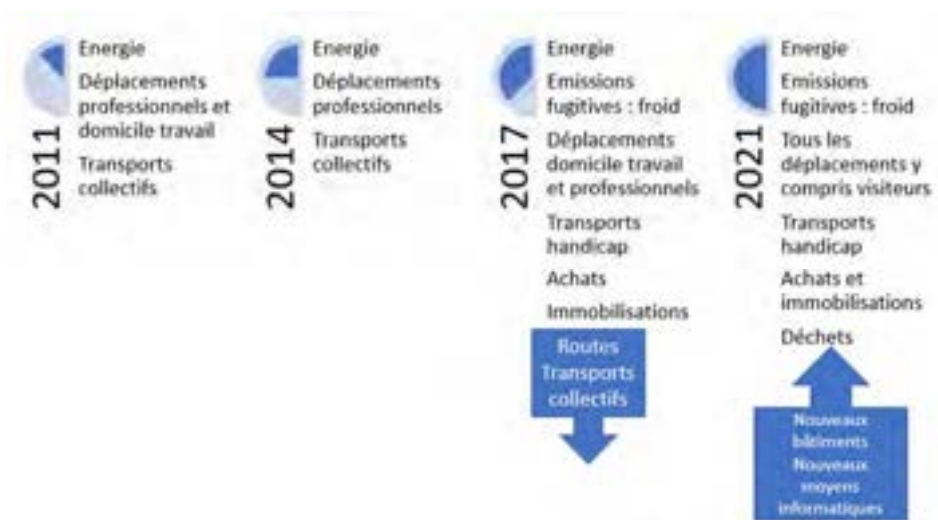 2011
Energie
Déplacements
professionnels et
domicile travail
Transports
collectifs
2014
Energie
Déplacements
professionnels
Transports
collectifs
2017
Energie
Emissions
fugitives : froid
Déplacements
domicile travail
et professionnels
Transports
handicap
Achats
Immobilisations
Routes
Transports
collectifs
2021
Energie
Emissions
fugitives : froid
Tous les
déplacements y
compris visiteurs
Transports
handicap
Achats et
immobilisations
Déchets
Nouveaux
bâtiments
Nouveaux
moyens
informatiques